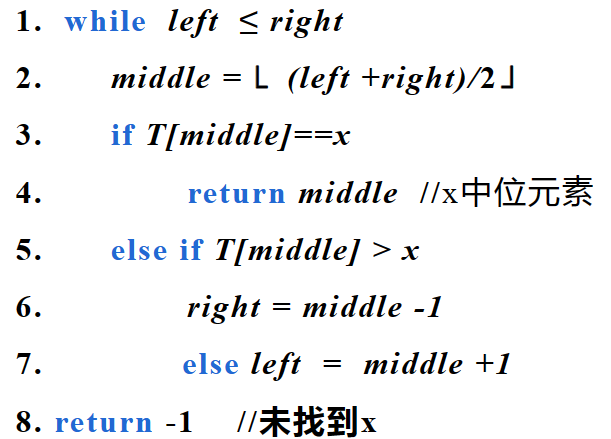 1. while left ≤ right
2. middle = ⌊ (left +right)/2⌋
3. if T[middle]==x
4. return middle //x中位元素
5. else if T[middle] > x
6. right = middle -1
7. else left = middle +1
8. return -1 //未找到x